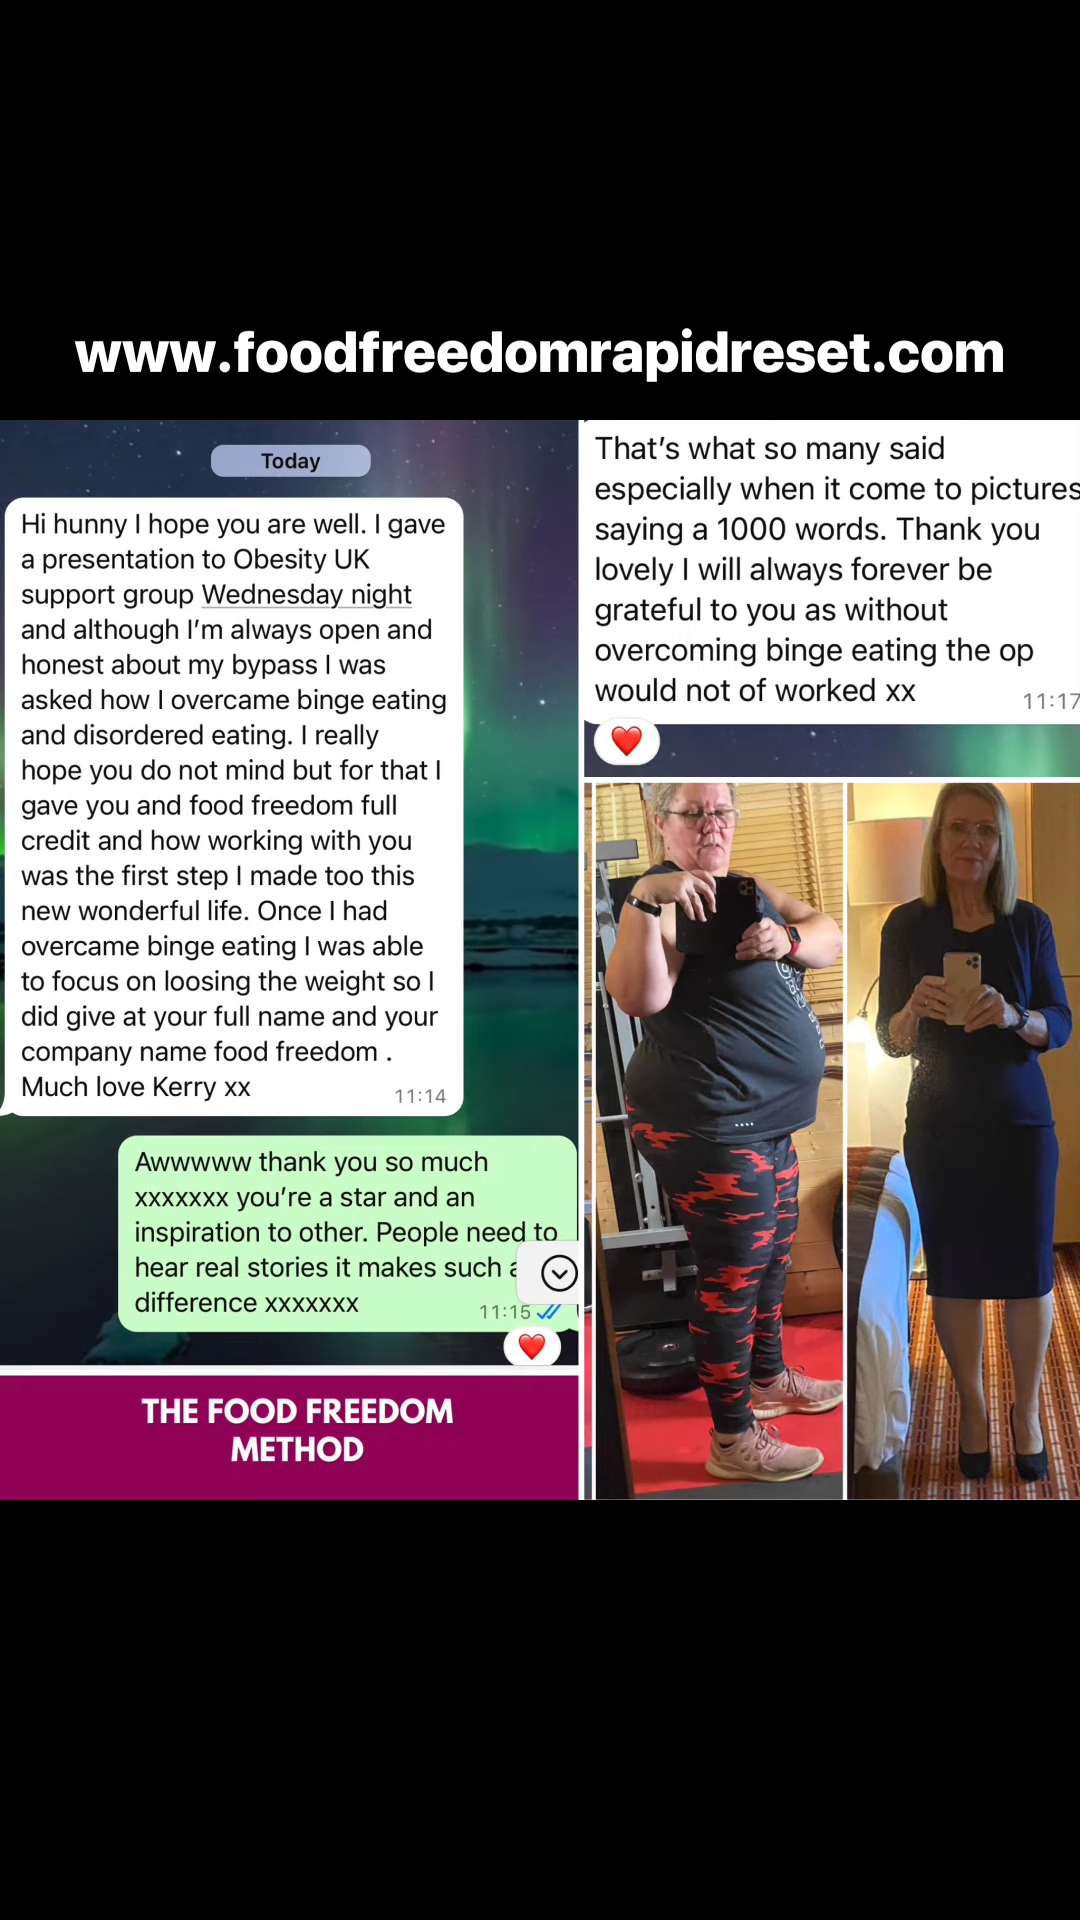 www.foodfreedomrapidreset.com
Today
Hi hunny I hope you are well. I gave
a presentation to Obesity UK
support group Wednesday night
and although I'm always open and
honest about my bypass I was
asked how I overcame binge eating
and disordered eating. I really
hope you do not mind but for that I
gave you and food freedom full
credit and how working with you
was the first step I made too this
new wonderful life. Once I had
overcame binge eating I was able
to focus on loosing the weight so I
did give at your full name and your
company name food freedom .
Much love Kerry xx
11:14
Awwwww thank you so much
xxxxxxx you're a star and an
inspiration to other. People need to
hear real stories it makes such a
difference xxxxxxx
11:15
THE FOOD FREEDOM
METHOD
That's what so many said
especially when it come to pictures
saying a 1000 words. Thank you
lovely I will always forever be
grateful to you as without
overcoming binge eating the op
would not of worked xx
11:17